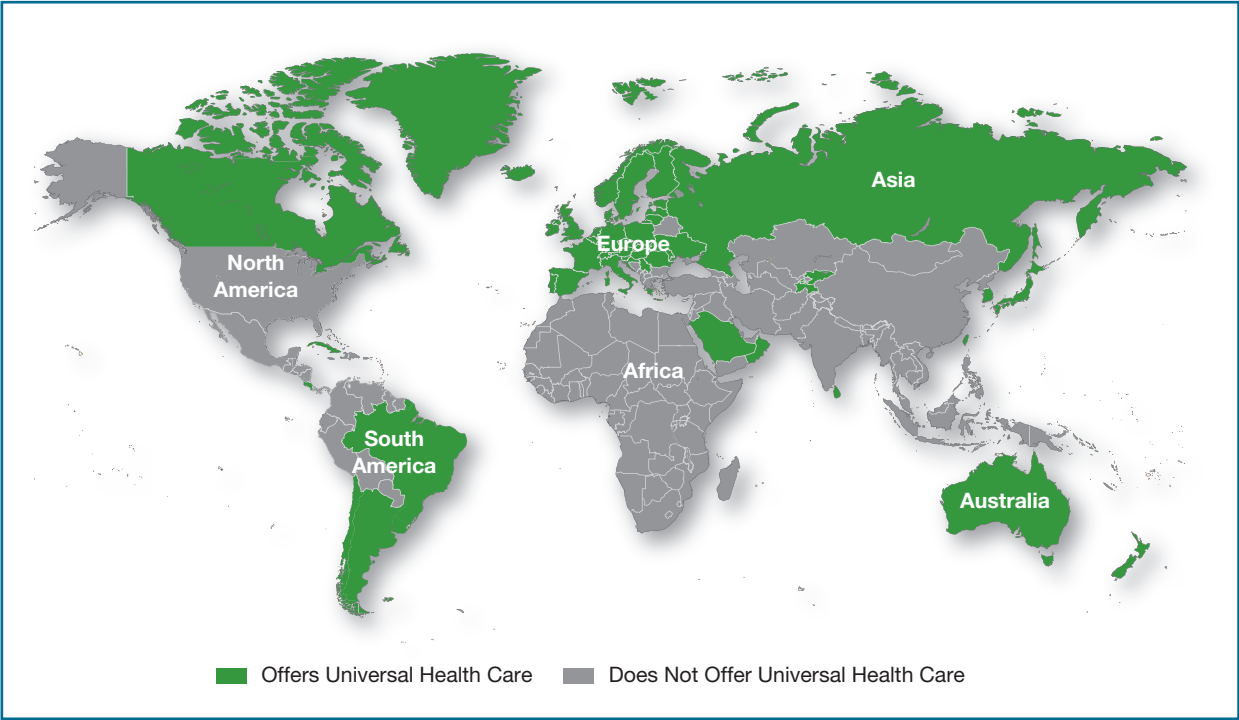 Asia
Europe
North
America
Africa
South
America
Australia
Offers Universal Health Care
Does Not Offer Universal Health Care